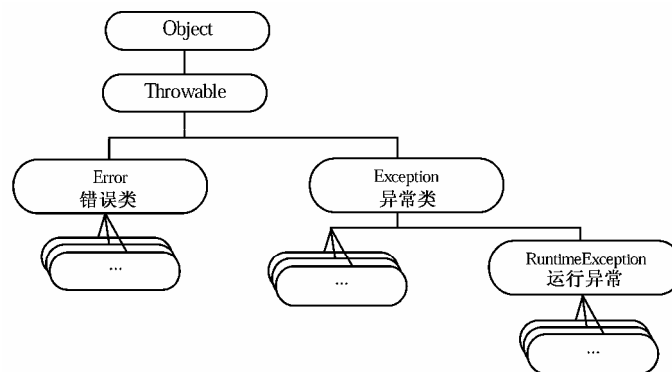 Object
Throwable
Error
错误类
Exception
异常类
...
...
RuntimeException
运行异常
...